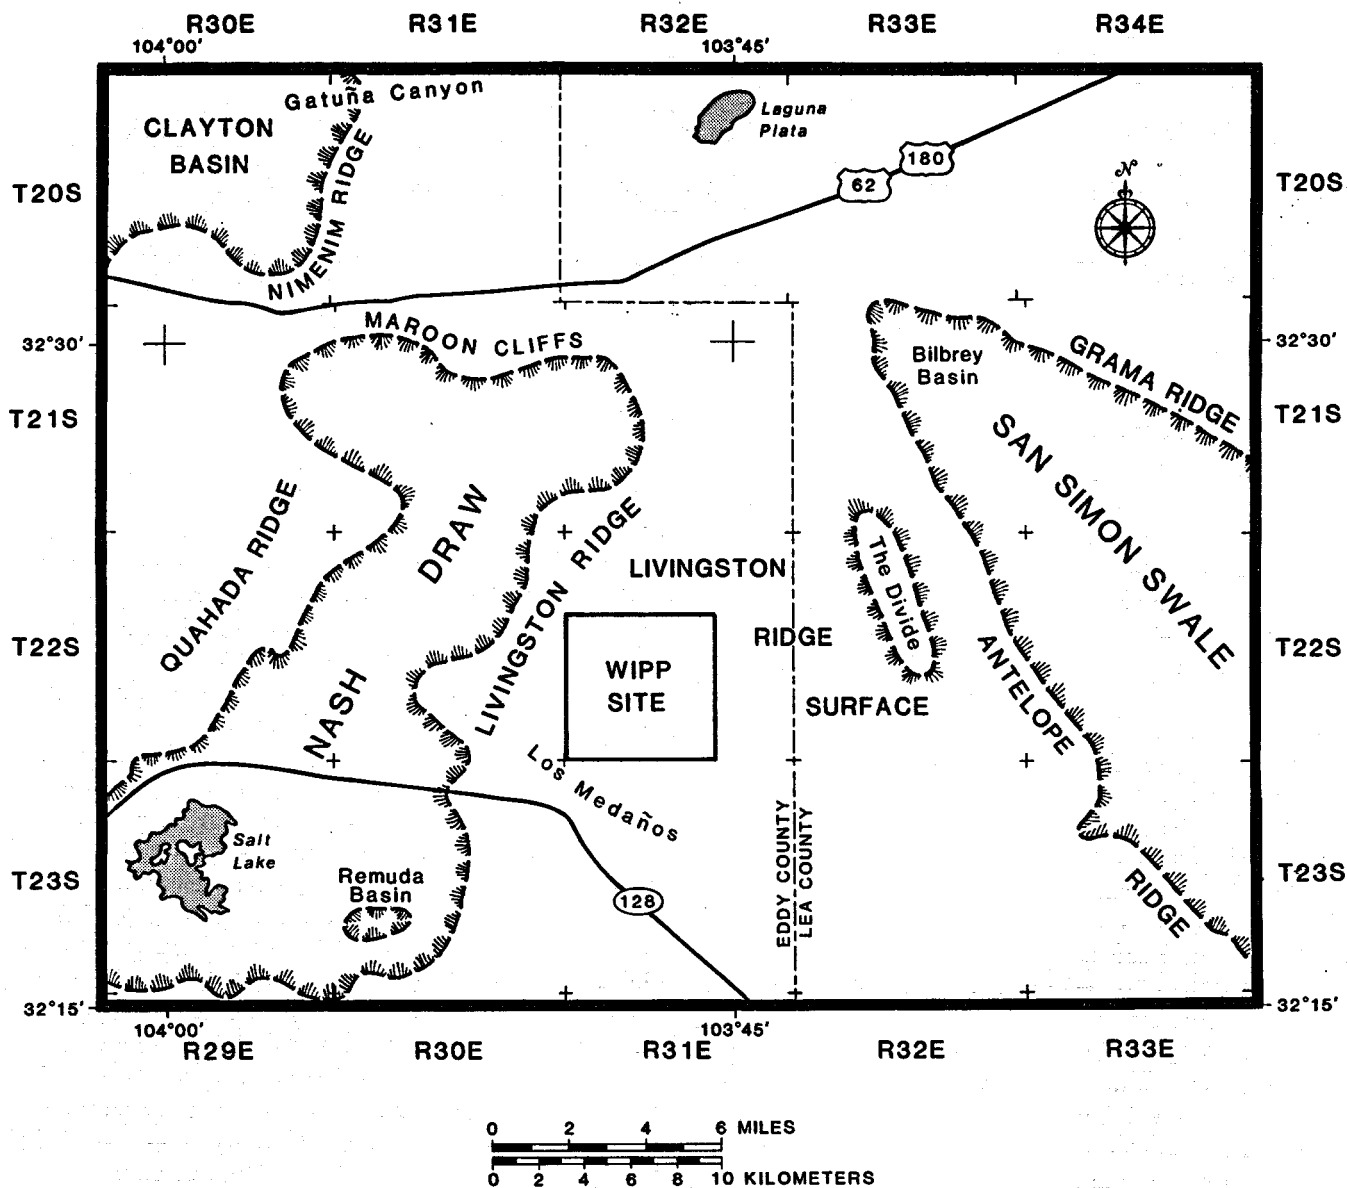 R30E R31E R32E R33E R34E
104°00' 103°45'
Gatuña Canyon
CLAYTON
BASIN
NIMENIM RIDGE
Laguna
Plata
180
62
N
T20S T20S
MAROON CLIFFS
32°30' 32°30'
Bilbrey
Basin
GRAMA RIDGE
T21S T21S
SAN SIMON SWALE
QUAHADA RIDGE
NASH DRAW
LIVINGSTON RIDGE
LIVINGSTON
RIDGE
SURFACE
The Divide
WIPP
SITE
T22S T22S
ANTELOPE RIDGE
Los Medaños
Salt
Lake
Remuda
Basin
128
EDDY COUNTY
LEA COUNTY
T23S T23S
32°15' 32°15'
104°00' 103°45'
R29E R30E R31E R32E R33E
0 2 4 6 MILES
0 2 4 6 8 10 KILOMETERS